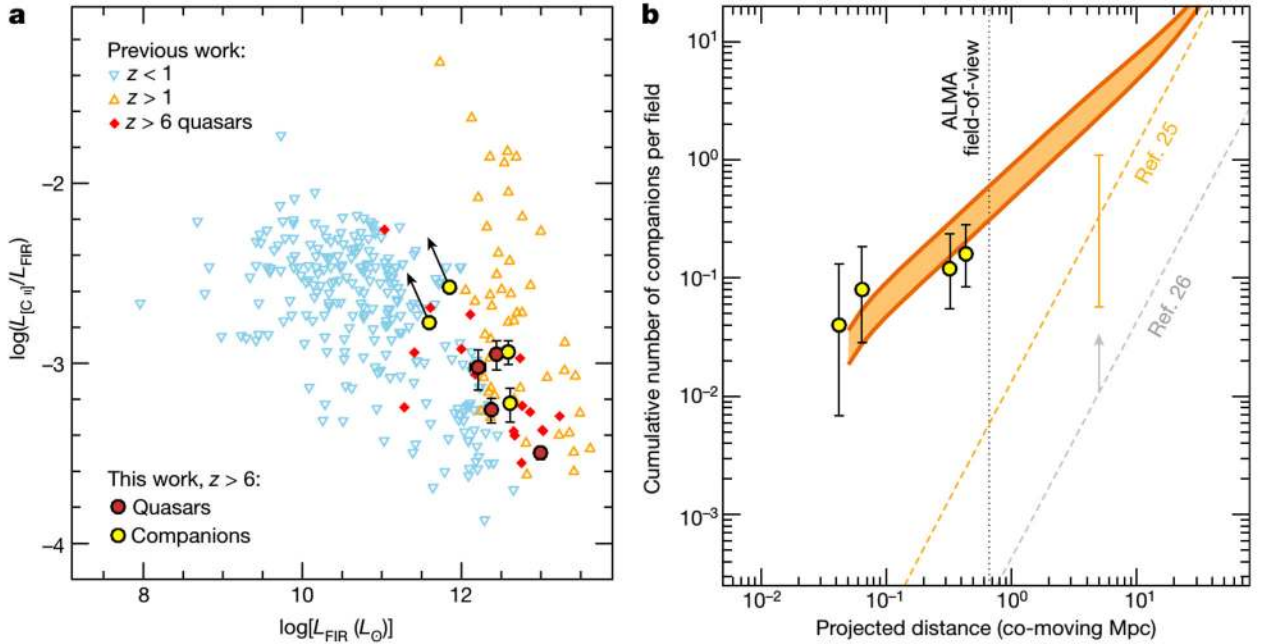 a
Previous work:
z < 1
z > 1
z > 6 quasars
This work, z > 6:
Quasars
Companions
−2
−3
−4
log(L[C II]/LFIR)
8
10
12
log[LFIR (L⊙)]
b
ALMA
field-of-view
Ref. 25
Ref. 26
10¹
10⁰
10⁻¹
10⁻²
10⁻³
Cumulative number of companions per field
10⁻²
10⁻¹
10⁰
10¹
Projected distance (co-moving Mpc)